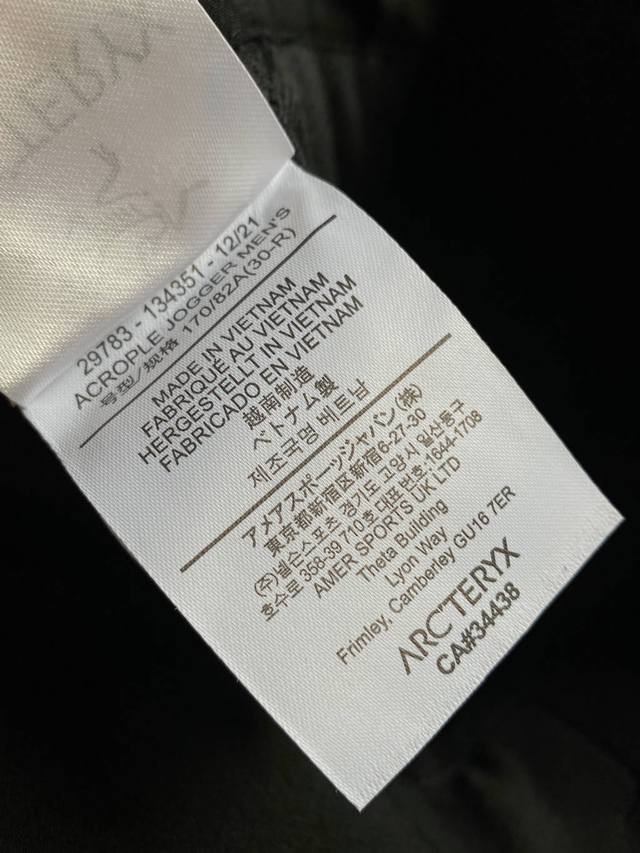 29783 - 134351 - 12/21
ACROPLE JOGGER MEN'S
号型/规格 170/82A(30-R)
MADE IN VIETNAM
FABRIQUÉ AU VIETNAM
HERGESTELLT IN VIETNAM
FABRICADO EN VIETNAM
越南制造
ベトナム製
제조국명 베트남
アメアスポーツジャパン(株)
東京都新宿区新宿6-27-30
(주)넬슨스포츠 경기도 고양시 일산동구
호수로 358-39 710호 대표번호:1644-1708
AMER SPORTS UK LTD
Theta Building
Lyon Way
Frimley, Camberley GU16 7ER
ARC'TERYX
CA#34438